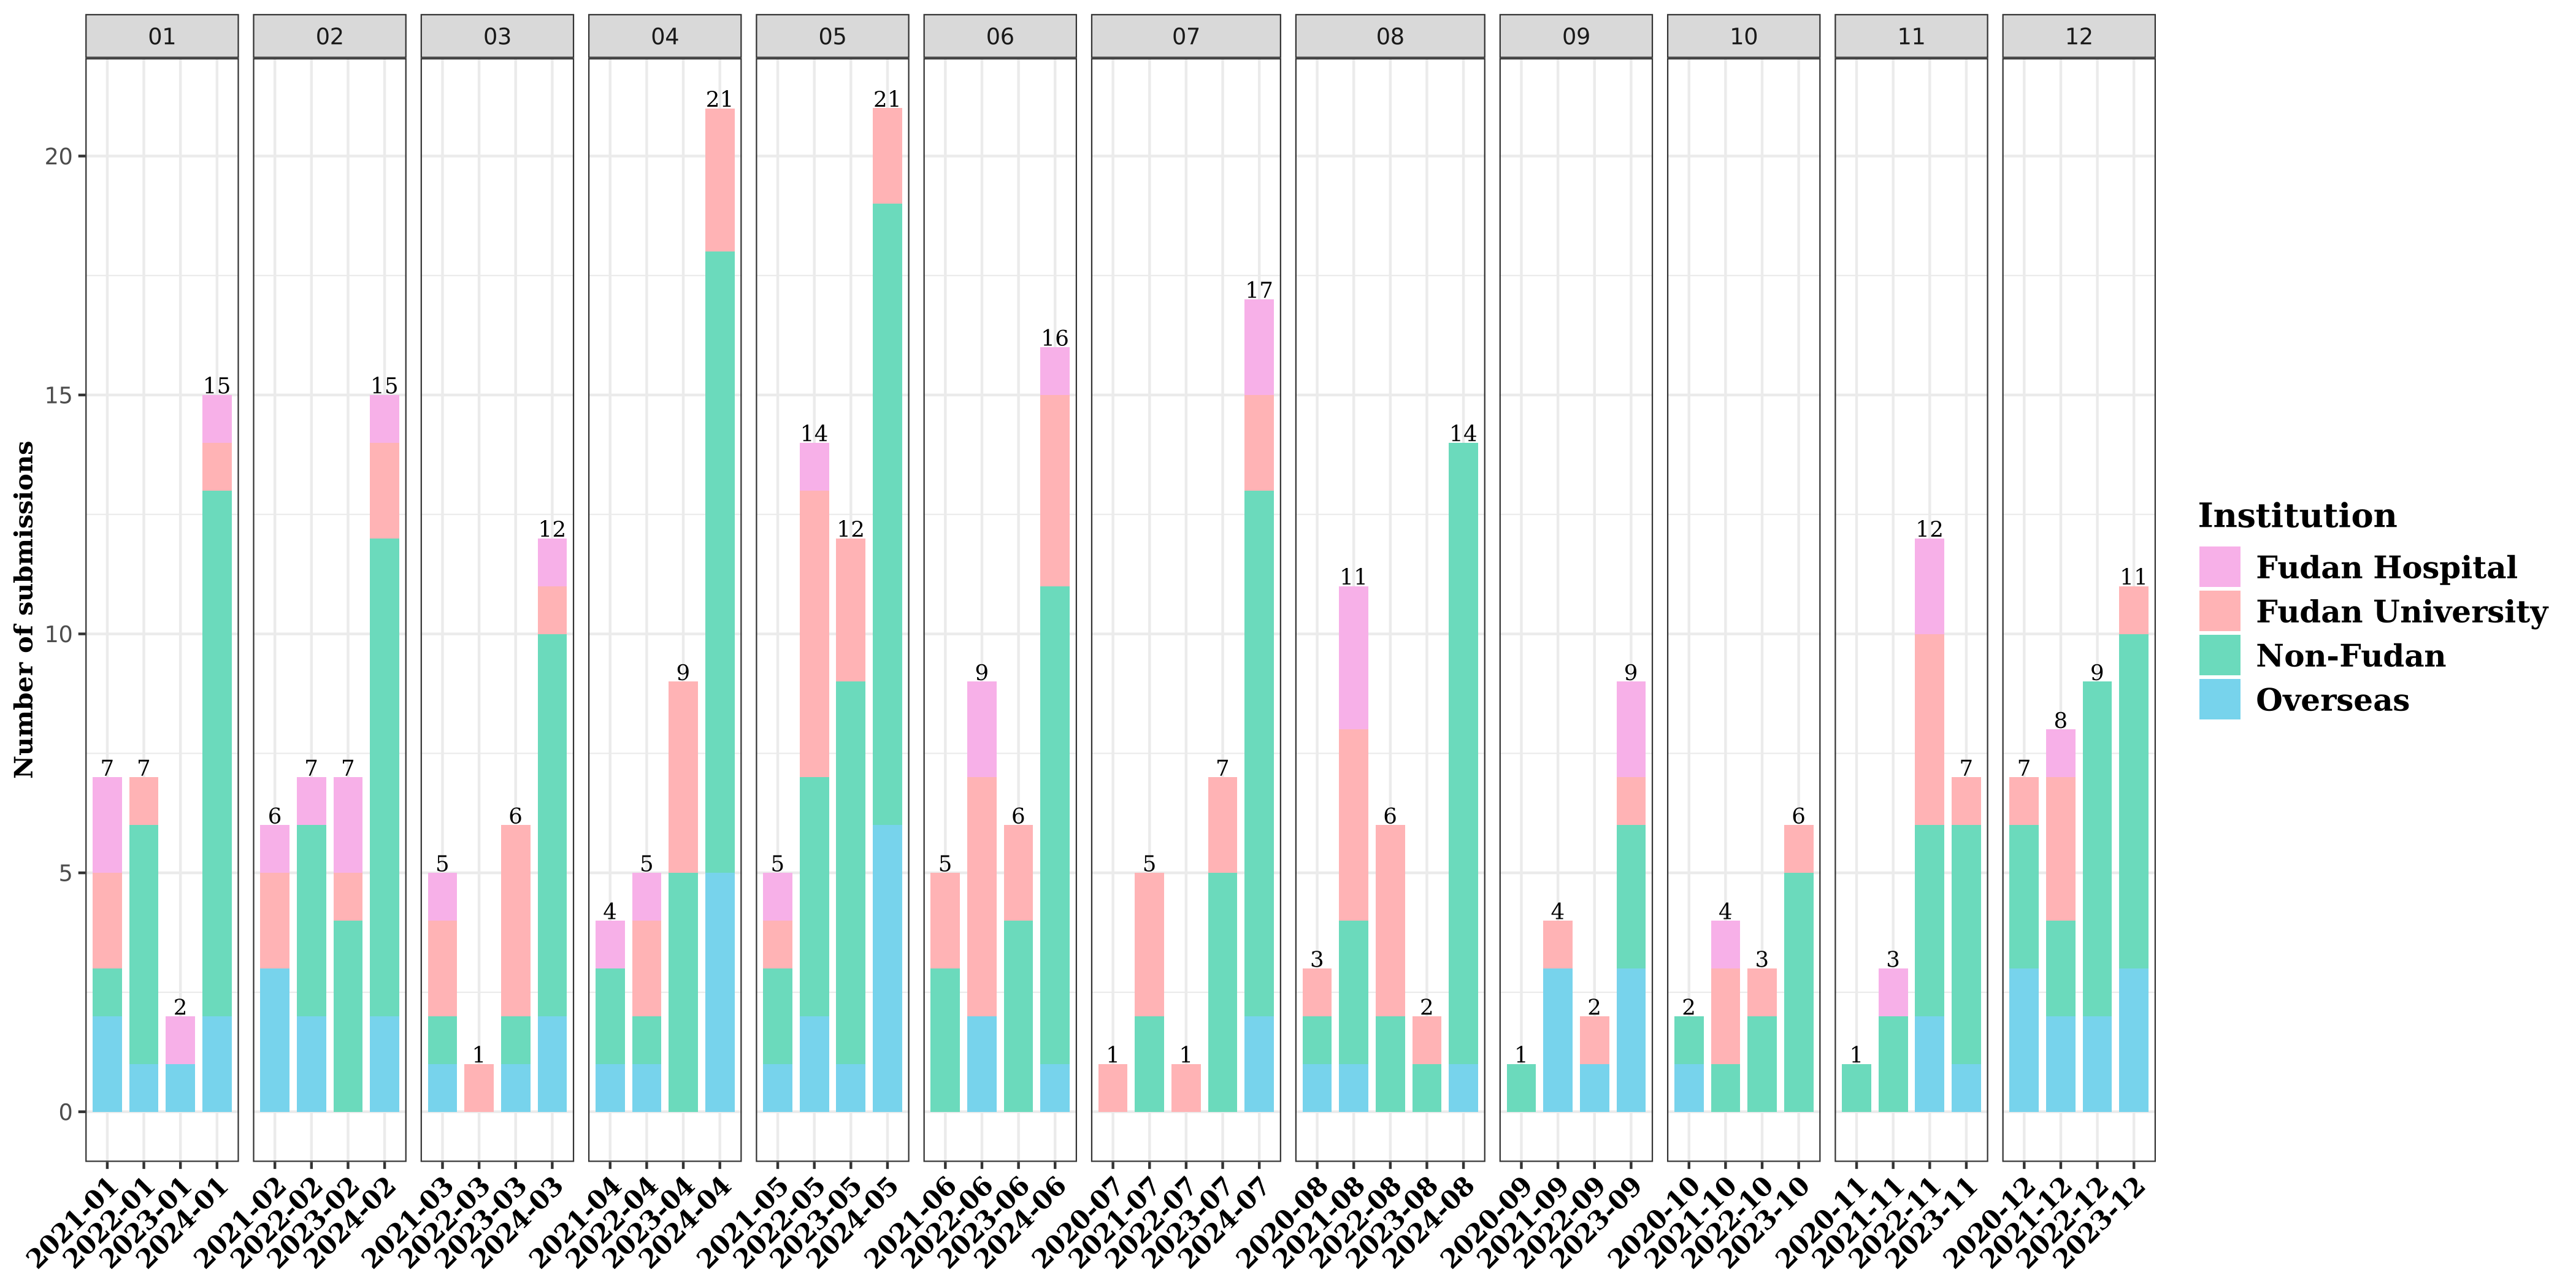 01 02 03 04 05 06 07 08 09 10 11 12
Number of submissions
20
15
10
5
0
7 7 2 15
6 7 7 15
5 1 6 12
4 5 9 21
5 14 12 21
5 9 6 16
1 5 1 7 17
3 11 6 2 14
1 4 2 9
2 4 3 6
1 3 12 7
7 8 9 11
2021-01 2022-01 2023-01 2024-01
2021-02 2022-02 2023-02 2024-02
2021-03 2022-03 2023-03 2024-03
2021-04 2022-04 2023-04 2024-04
2021-05 2022-05 2023-05 2024-05
2021-06 2022-06 2023-06 2024-06
2020-07 2021-07 2022-07 2023-07 2024-07
2020-08 2021-08 2022-08 2023-08 2024-08
2020-09 2021-09 2022-09 2023-09
2020-10 2021-10 2022-10 2023-10
2020-11 2021-11 2022-11 2023-11
2020-12 2021-12 2022-12 2023-12
Institution
Fudan Hospital
Fudan University
Non-Fudan
Overseas